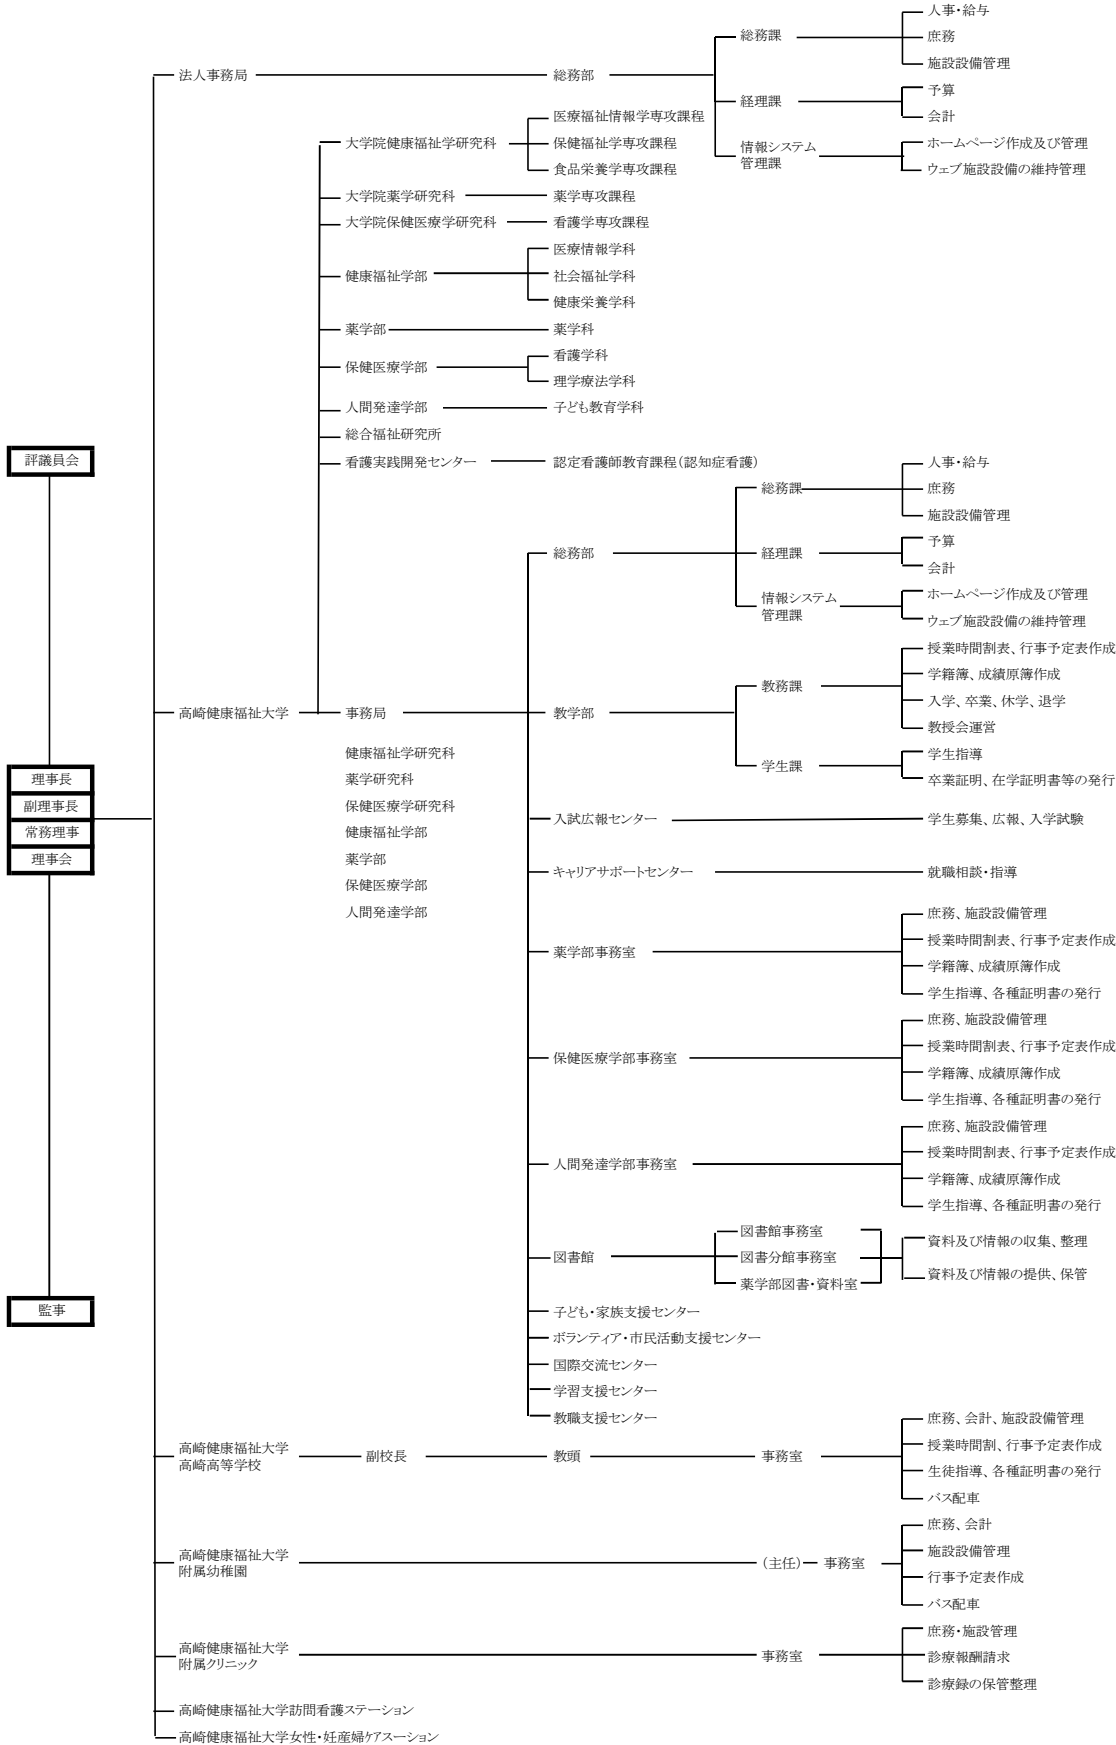 人事・給与
総務課
庶務
施設設備管理
法人事務局
総務部
予算
経理課
会計
医療福祉情報学専攻課程
大学院健康福祉学研究科
保健福祉学専攻課程
食品栄養学専攻課程
情報システム
管理課
ホームページ作成及び管理
ウェブ施設設備の維持管理
大学院薬学研究科
薬学専攻課程
大学院保健医療学研究科
看護学専攻課程
医療情報学科
健康福祉学部
社会福祉学科
健康栄養学科
薬学部
薬学科
看護学科
保健医療学部
理学療法学科
人間発達学部
子ども教育学科
総合福祉研究所
評議員会
看護実践開発センター
認定看護師教育課程(認知症看護)
人事・給与
総務課
庶務
施設設備管理
総務部
経理課
予算
会計
情報システム
管理課
ホームページ作成及び管理
ウェブ施設設備の維持管理
授業時間割表、行事予定表作成
学籍簿、成績原簿作成
教務課
入学、卒業、休学、退学
教授会運営
高崎健康福祉大学
事務局
教学部
学生指導
学生課
卒業証明、在学証明書等の発行
健康福祉学研究科
薬学研究科
保健医療学研究科
健康福祉学部
薬学部
保健医療学部
人間発達学部
理事長
副理事長
常務理事
理事会
入試広報センター
学生募集、広報、入学試験
キャリアサポートセンター
就職相談・指導
庶務、施設設備管理
授業時間割表、行事予定表作成
薬学部事務室
学籍簿、成績原簿作成
学生指導、各種証明書の発行
庶務、施設設備管理
授業時間割表、行事予定表作成
保健医療学部事務室
学籍簿、成績原簿作成
学生指導、各種証明書の発行
庶務、施設設備管理
授業時間割表、行事予定表作成
人間発達学部事務室
学籍簿、成績原簿作成
学生指導、各種証明書の発行
図書館事務室
図書館
図書分館事務室
薬学部図書・資料室
資料及び情報の収集、整理
資料及び情報の提供、保管
監事
子ども・家族支援センター
ボランティア・市民活動支援センター
国際交流センター
学習支援センター
教職支援センター
庶務、会計、施設設備管理
高崎健康福祉大学
高崎高等学校
副校長
教頭
事務室
授業時間割、行事予定表作成
生徒指導、各種証明書の発行
バス配車
庶務、会計
高崎健康福祉大学
附属幼稚園
(主任)
事務室
施設設備管理
行事予定表作成
バス配車
庶務・施設管理
高崎健康福祉大学
附属クリニック
事務室
診療報酬請求
診療録の保管整理
高崎健康福祉大学訪問看護ステーション
高崎健康福祉大学女性・妊産婦ケアスーション